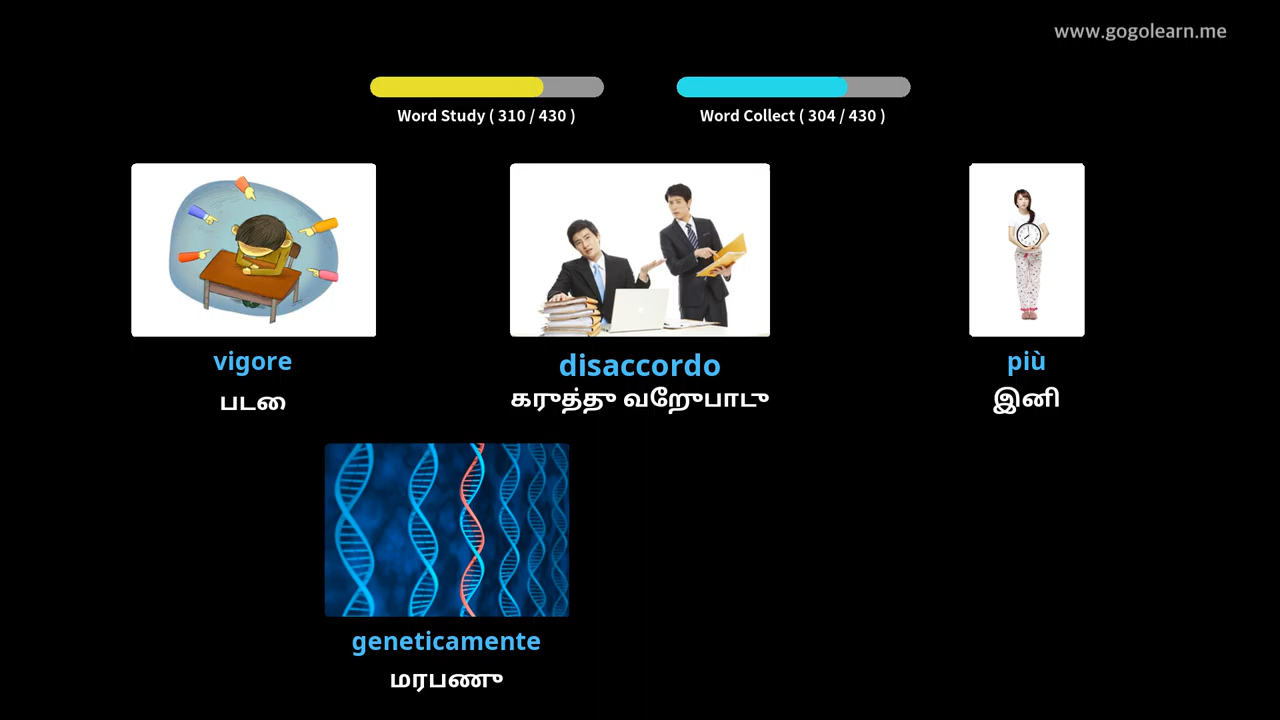 www.gogolearn.me
Word Study ( 310 / 430 )
Word Collect ( 304 / 430 )
vigore
படை
disaccordo
கருத்து வேறுபாடு
più
இனி
geneticamente
மரபணு